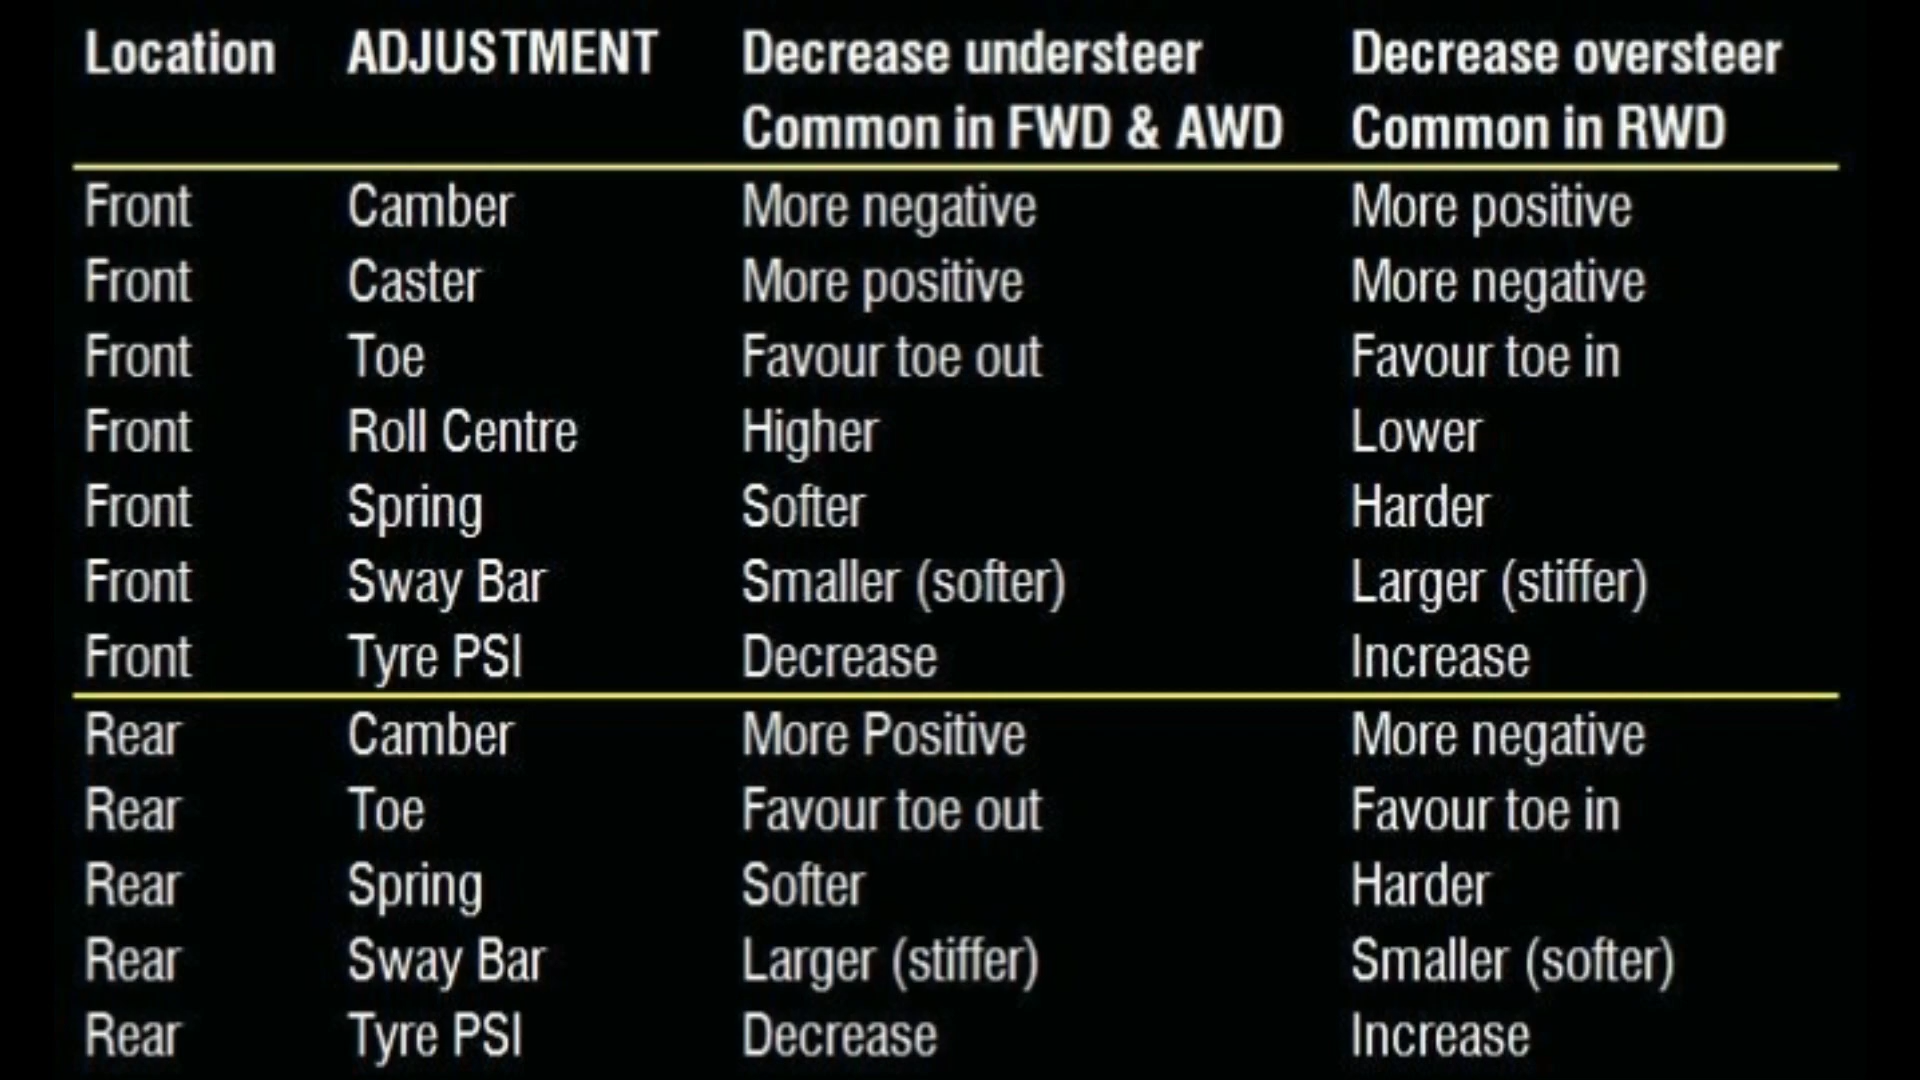 Location ADJUSTMENT Decrease understeer Decrease oversteer
Common in FWD & AWD Common in RWD
Front Camber More negative More positive
Front Caster More positive More negative
Front Toe Favour toe out Favour toe in
Front Roll Centre Higher Lower
Front Spring Softer Harder
Front Sway Bar Smaller (softer) Larger (stiffer)
Front Tyre PSI Decrease Increase
Rear Camber More Positive More negative
Rear Toe Favour toe out Favour toe in
Rear Spring Softer Harder
Rear Sway Bar Larger (stiffer) Smaller (softer)
Rear Tyre PSI Decrease Increase